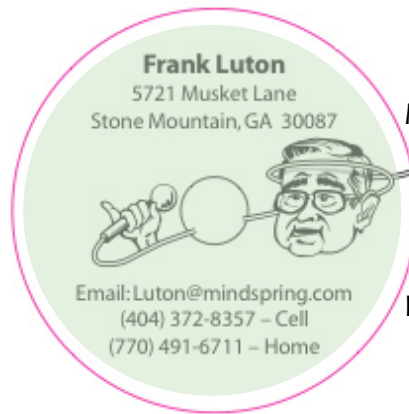 Frank Luton
5721 Musket Lane
Stone Mountain, GA 30087
Email: Luton@mindspring.com
(404) 372-8357 – Cell
(770) 491-6711 – Home